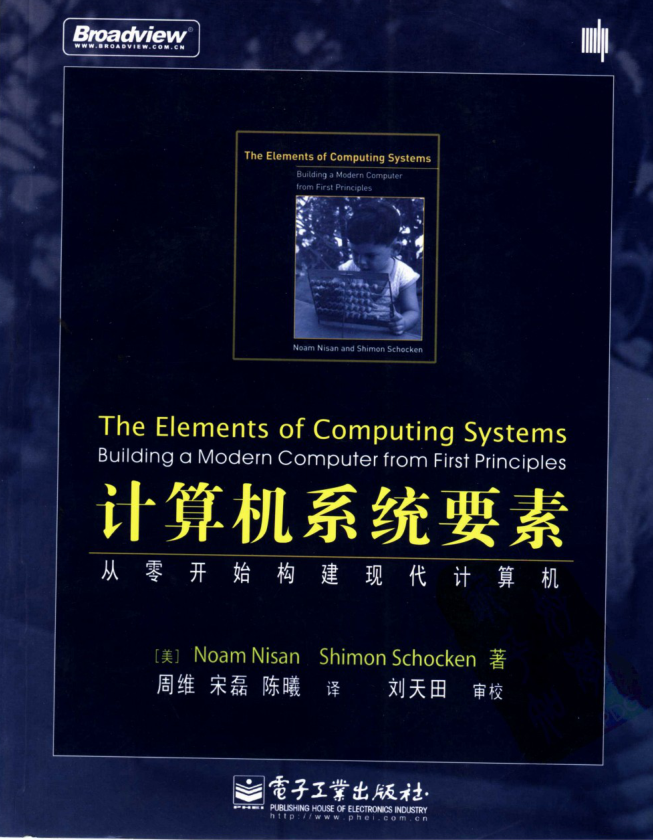 Broadview®
WWW.BROADVIEW.COM.CN
The Elements of Computing Systems
Building a Modern Computer
from First Principles
Noam Nisan and Shimon Schocken
The Elements of Computing Systems
Building a Modern Computer from First Principles
计算机系统要素
从零开始构建现代计算机
[美] Noam Nisan Shimon Schocken 著
周维 宋磊 陈曦 译 刘天田 审校
PHEI
電子工業出版社·
PUBLISHING HOUSE OF ELECTRONICS INDUSTRY
http://www.phei.com.cn